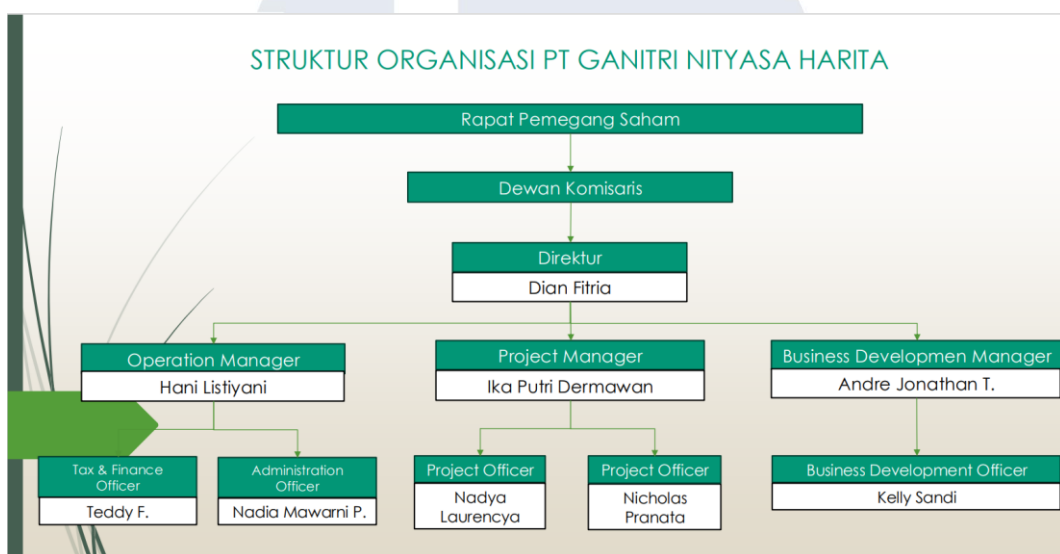 STRUKTUR ORGANISASI PT GANITRI NITYASA HARITA
Rapat Pemegang Saham
Dewan Komisaris
Direktur
Dian Fitria
Operation Manager
Hani Listiyani
Project Manager
Ika Putri Dermawan
Business Developmen Manager
Andre Jonathan T.
Tax & Finance
Officer
Teddy F.
Administration
Officer
Nadia Mawarni P.
Project Officer
Nadya
Laurencya
Project Officer
Nicholas
Pranata
Business Development Officer
Kelly Sandi